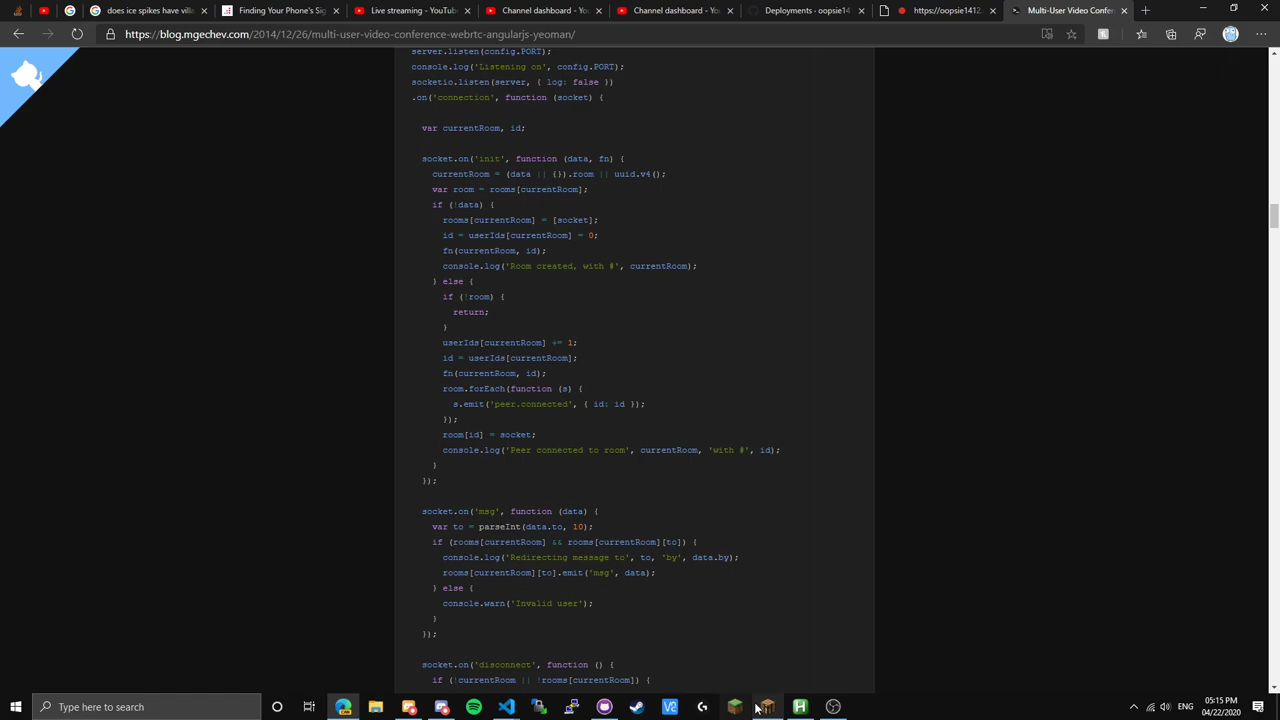 does ice spikes have villa
Finding Your Phone's Sig
Live streaming - YouTube
Channel dashboard - You
Channel dashboard - You
Deployments · oopsie14
https://oopsie1412.
Multi-User Video Confer
https://blog.mgechev.com/2014/12/26/multi-user-video-conference-webrtc-angularjs-yeoman/
server.listen(config.PORT);
console.log('Listening on', config.PORT);
socketio.listen(server, { log: false })
.on('connection', function (socket) {
var currentRoom, id;
socket.on('init', function (data, fn) {
currentRoom = (data || {}).room || uuid.v4();
var room = rooms[currentRoom];
if (!data) {
rooms[currentRoom] = [socket];
id = userIds[currentRoom] = 0;
fn(currentRoom, id);
console.log('Room created, with #', currentRoom);
} else {
if (!room) {
return;
}
userIds[currentRoom] += 1;
id = userIds[currentRoom];
fn(currentRoom, id);
room.forEach(function (s) {
s.emit('peer.connected', { id: id });
});
room[id] = socket;
console.log('Peer connected to room', currentRoom, 'with #', id);
}
});
socket.on('msg', function (data) {
var to = parseInt(data.to, 10);
if (rooms[currentRoom] && rooms[currentRoom][to]) {
console.log('Redirecting message to', to, 'by', data.by);
rooms[currentRoom][to].emit('msg', data);
} else {
console.warn('Invalid user');
}
});
socket.on('disconnect', function () {
if (!currentRoom || !rooms[currentRoom]) {
Type here to search
05:15 PM
04/22/2020